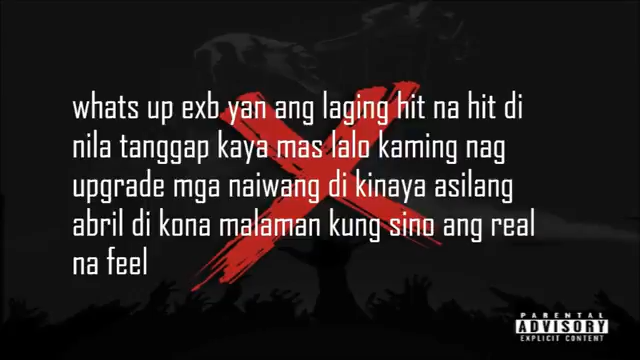 whats up exb yan ang laging hit na hit di
nila tanggap kaya mas lalo kaming nag
upgrade mga naiwang di kinaya asilang
abril di kona malaman kung sino ang real
na feel
PARENTAL
ADVISORY
EXPLICIT CONTENT